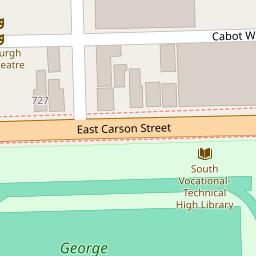 Cabot W
urgh
eatre
727
East Carson Street
South
Vocational-
Technical
High Library
George